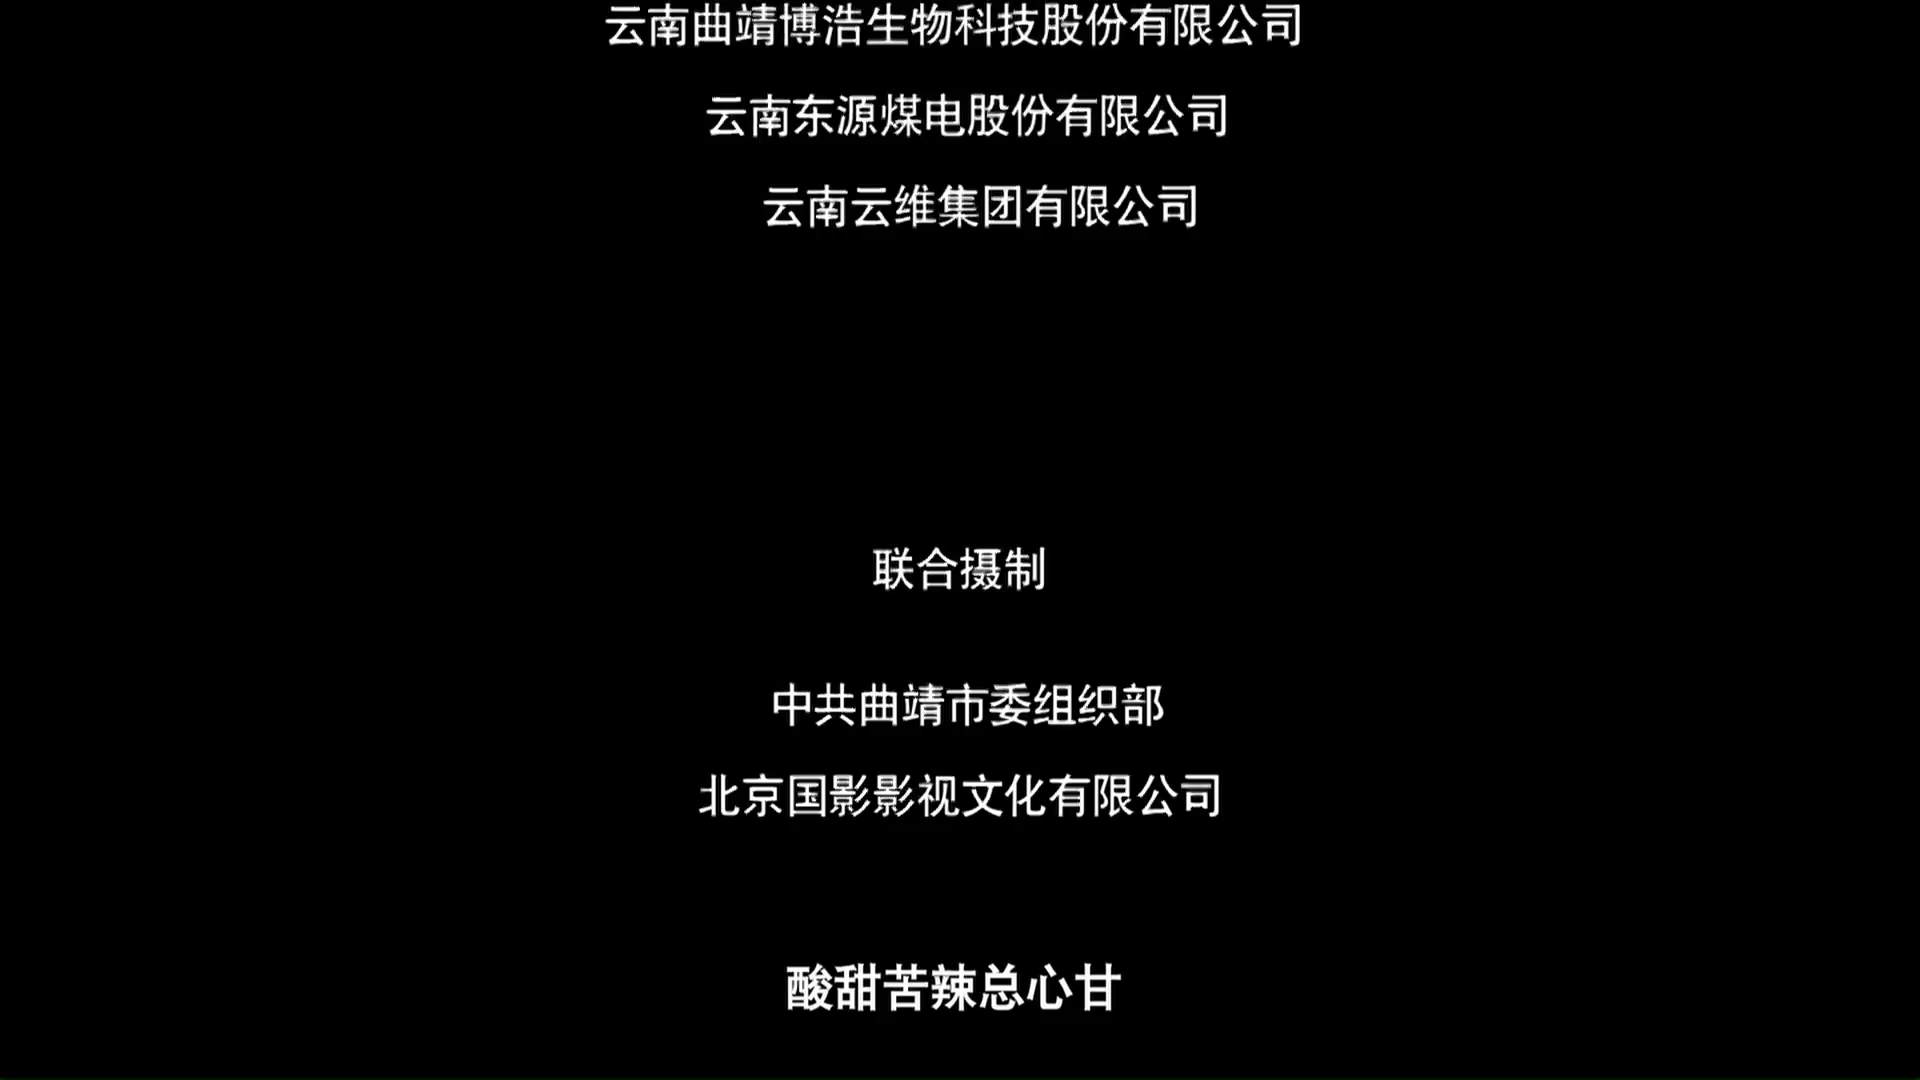 云南曲靖博浩生物科技股份有限公司
云南东源煤电股份有限公司
云南云维集团有限公司
联合摄制
中共曲靖市委组织部
北京国影影视文化有限公司
酸甜苦辣总心甘